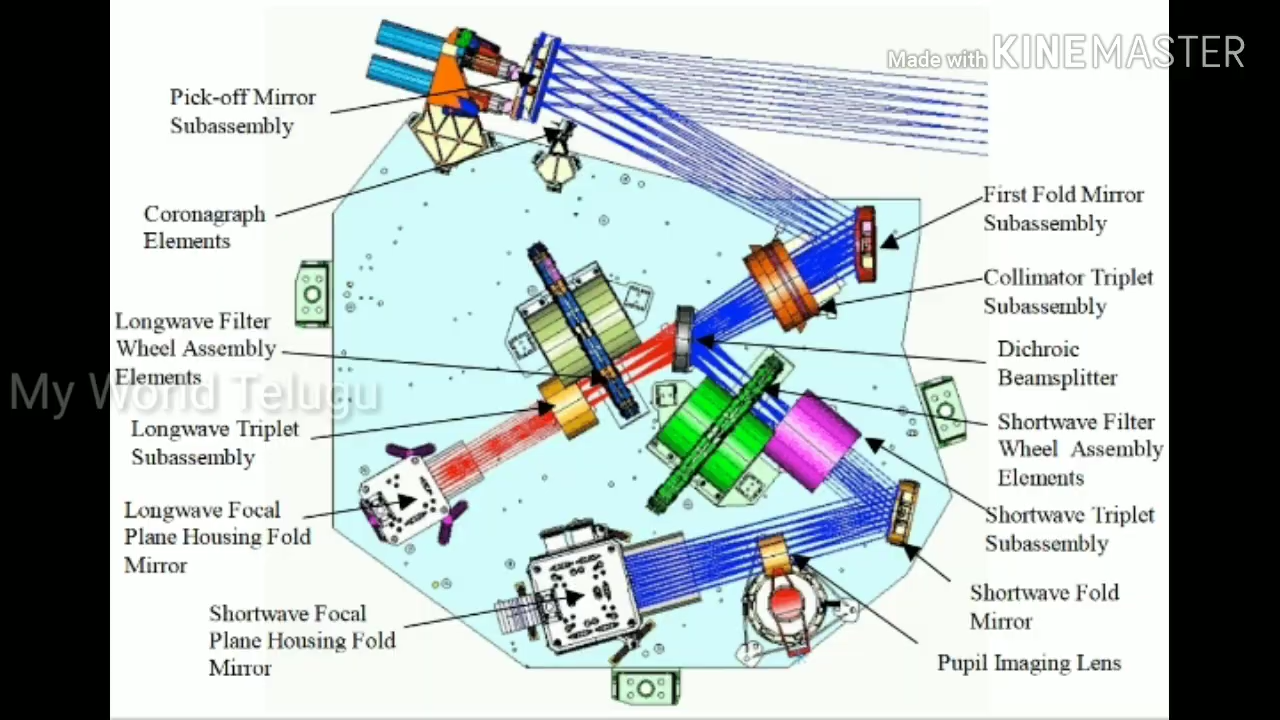 Made with KINEMASTER
Pick-off Mirror
Subassembly
Coronagraph
Elements
Longwave Filter
Wheel Assembly
Elements
My World Telugu
Longwave Triplet
Subassembly
Longwave Focal
Plane Housing Fold
Mirror
Shortwave Focal
Plane Housing Fold
Mirror
First Fold Mirror
Subassembly
Collimator Triplet
Subassembly
Dichroic
Beamsplitter
Shortwave Filter
Wheel Assembly
Elements
Shortwave Triplet
Subassembly
Shortwave Fold
Mirror
Pupil Imaging Lens